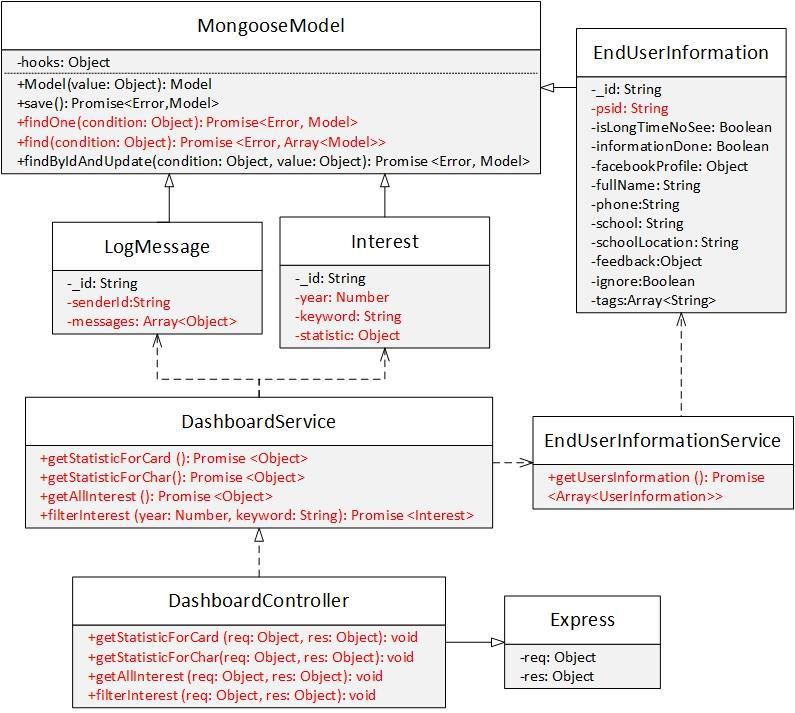 MongooseModel
-hooks: Object
+Model(value: Object): Model
+save(): Promise<Error,Model>
+findOne(condition: Object): Promise<Error, Model>
+find(condition: Object): Promise <Error, Array<Model>>
+findByIdAndUpdate(condition: Object, value: Object): Promise <Error, Model>
EndUserInformation
-_id: String
-psid: String
-isLongTimeNoSee: Boolean
-informationDone: Boolean
-facebookProfile: Object
-fullName: String
-phone:String
-school: String
-schoolLocation: String
-feedback:Object
-ignore:Boolean
-tags:Array<String>
LogMessage
-_id: String
-senderId:String
-messages: Array<Object>
Interest
-_id: String
-year: Number
-keyword: String
-statistic: Object
DashboardService
+getStatisticForCard (): Promise <Object>
+getStatisticForChar(): Promise <Object>
+getAllInterest (): Promise <Object>
+filterInterest (year: Number, keyword: String): Promise <Interest>
EndUserInformationService
+getUsersInformation (): Promise
<Array<UserInformation>>
DashboardController
+getStatisticForCard (req: Object, res: Object): void
+getStatisticForChar(req: Object, res: Object): void
+getAllInterest (req: Object, res: Object): void
+filterInterest (req: Object, res: Object): void
Express
-req: Object
-res: Object